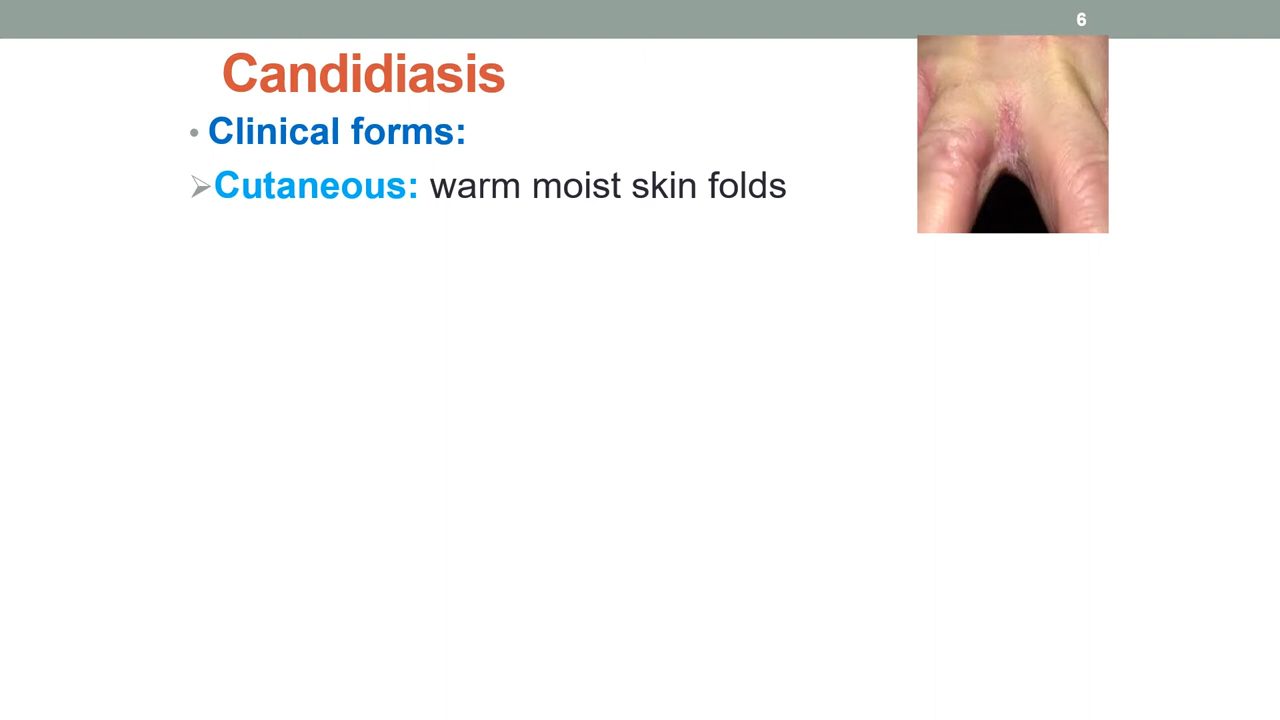 6
Candidiasis
• Clinical forms:
➢Cutaneous: warm moist skin folds